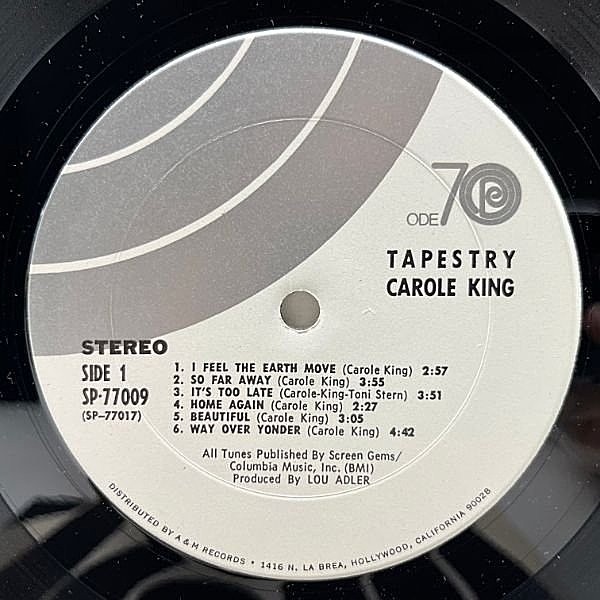 ODE 70
TAPESTRY
CAROLE KING
STEREO
SIDE 1
SP-77009
(SP-77017)
1. I FEEL THE EARTH MOVE (Carole King) 2:57
2. SO FAR AWAY (Carole King) 3:55
3. IT'S TOO LATE (Carole-King-Toni Stern) 3:51
4. HOME AGAIN (Carole King) 2:27
5. BEAUTIFUL (Carole King) 3:05
6. WAY OVER YONDER (Carole King) 4:42
All Tunes Published By Screen Gems/
Columbia Music, Inc. (BMI)
Produced By LOU ADLER
DISTRIBUTED BY A & M RECORDS • 1416 N. LA BREA, HOLLYWOOD, CALIFORNIA 90028